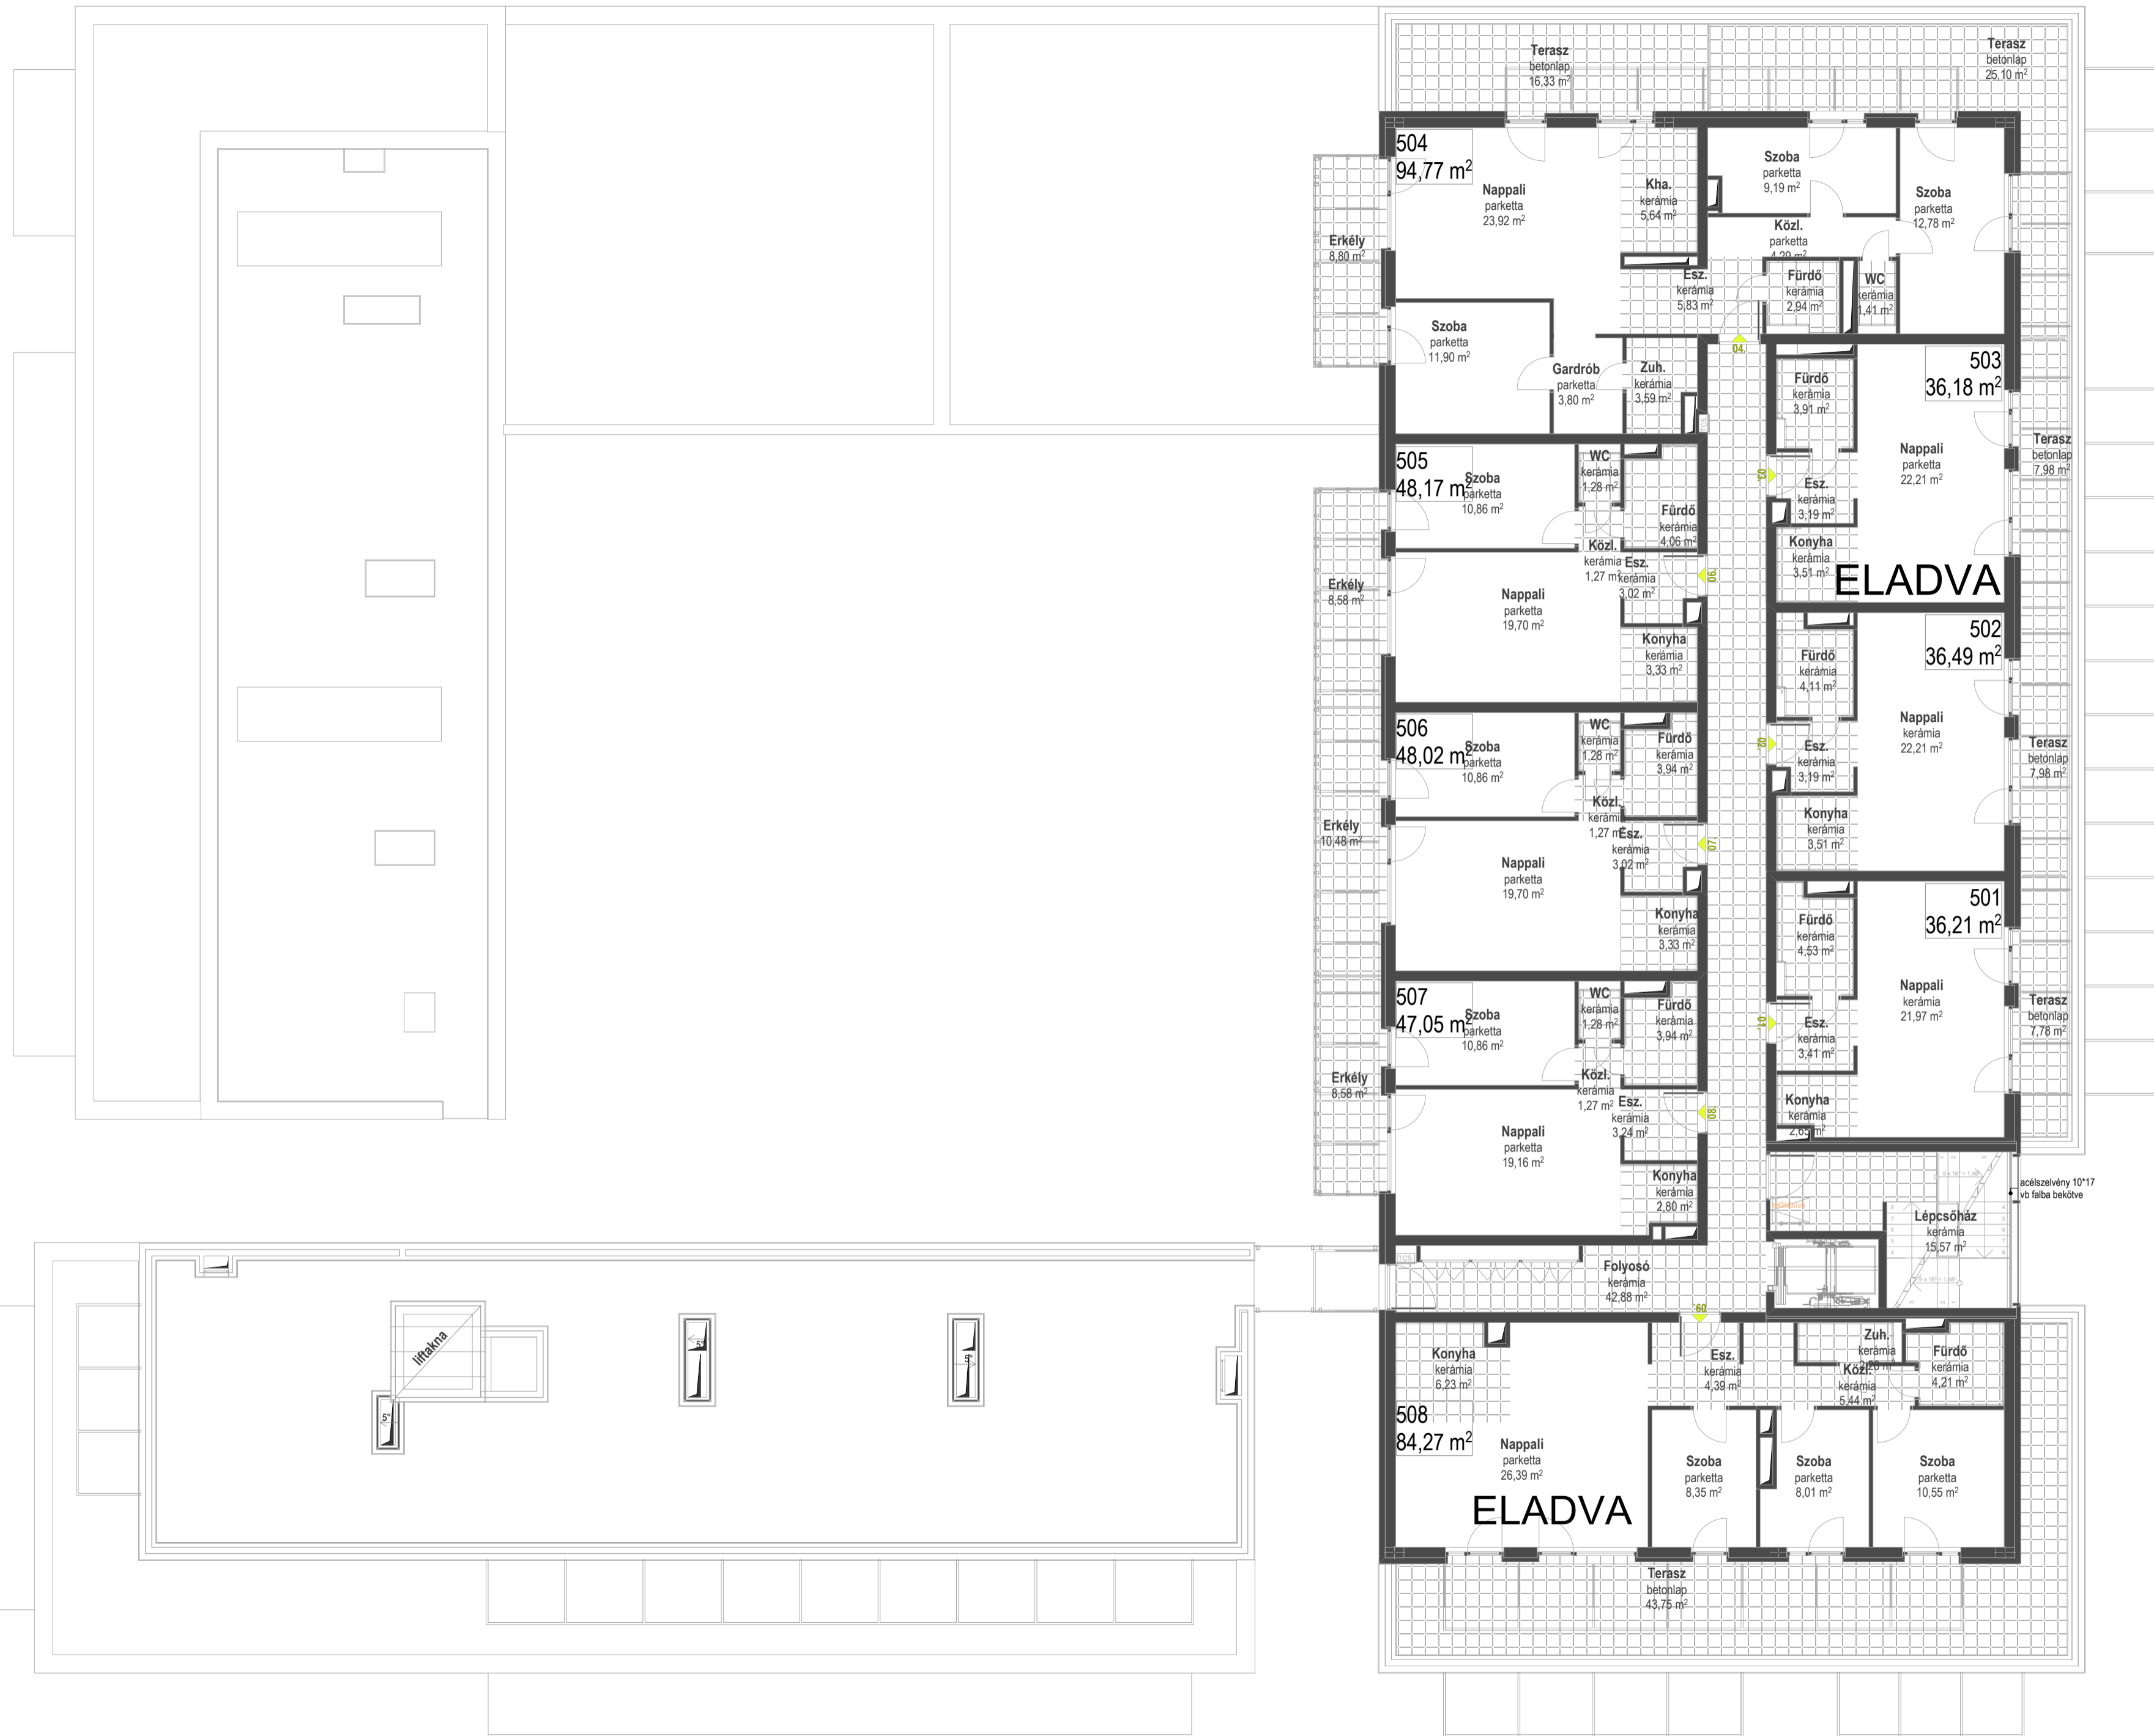 Terasz
betonlap
16,33 m²
Terasz
betonlap
25,10 m²
504
94,77 m²
Nappali
parketta
23,92 m²
Kha.
kerámia
5,64 m²
Szoba
parketta
9,19 m²
Szoba
parketta
12,78 m²
Közl.
parketta
4,29 m²
Erkély
8,80 m²
Esz.
kerámia
5,83 m²
Fürdő
kerámia
2,94 m²
WC
kerámia
1,41 m²
Szoba
parketta
11,90 m²
Gardrób
parketta
3,80 m²
Zuh.
kerámia
3,59 m²
04.
503
36,18 m²
Fürdő
kerámia
3,91 m²
Nappali
parketta
22,21 m²
Terasz
betonlap
7,98 m²
03.
Esz.
kerámia
3,19 m²
Konyha
kerámia
3,51 m²
ELADVA
505
48,17 m²
Szoba
parketta
10,86 m²
WC
kerámia
1,28 m²
Fürdő
kerámia
4,06 m²
Közl.
kerámia
1,27 m²
Esz.
kerámia
3,02 m²
06.
Erkély
8,58 m²
Nappali
parketta
19,70 m²
Konyha
kerámia
3,33 m²
502
36,49 m²
Fürdő
kerámia
4,11 m²
Nappali
kerámia
22,21 m²
Terasz
betonlap
7,98 m²
02.
Esz.
kerámia
3,19 m²
Konyha
kerámia
3,51 m²
506
48,02 m²
Szoba
parketta
10,86 m²
WC
kerámia
1,28 m²
Fürdő
kerámia
3,94 m²
Közl.
kerámia
1,27 m²
Esz.
kerámia
3,02 m²
07.
Erkély
10,48 m²
Nappali
parketta
19,70 m²
Konyha
kerámia
3,33 m²
501
36,21 m²
Fürdő
kerámia
4,53 m²
Nappali
kerámia
21,97 m²
Terasz
betonlap
7,78 m²
01.
Esz.
kerámia
3,41 m²
Konyha
kerámia
2,65 m²
507
47,05 m²
Szoba
parketta
10,86 m²
WC
kerámia
1,28 m²
Fürdő
kerámia
3,94 m²
Közl.
kerámia
1,27 m²
Esz.
kerámia
3,24 m²
08.
Erkély
8,58 m²
Nappali
parketta
19,16 m²
Konyha
kerámia
2,80 m²
acélszelvény 10*17
vb falba bekötve
Lépcsőház
kerámia
15,57 m²
TCB
Folyosó
kerámia
42,88 m²
09.
liftakna
5°
5°
5°
Konyha
kerámia
6,23 m²
Esz.
kerámia
4,39 m²
Zuh.
kerámia
Fürdő
kerámia
4,21 m²
Közl.
kerámia
5,44 m²
508
84,27 m²
Nappali
parketta
26,39 m²
Szoba
parketta
8,35 m²
Szoba
parketta
8,01 m²
Szoba
parketta
10,55 m²
ELADVA
Terasz
betonlap
43,75 m²